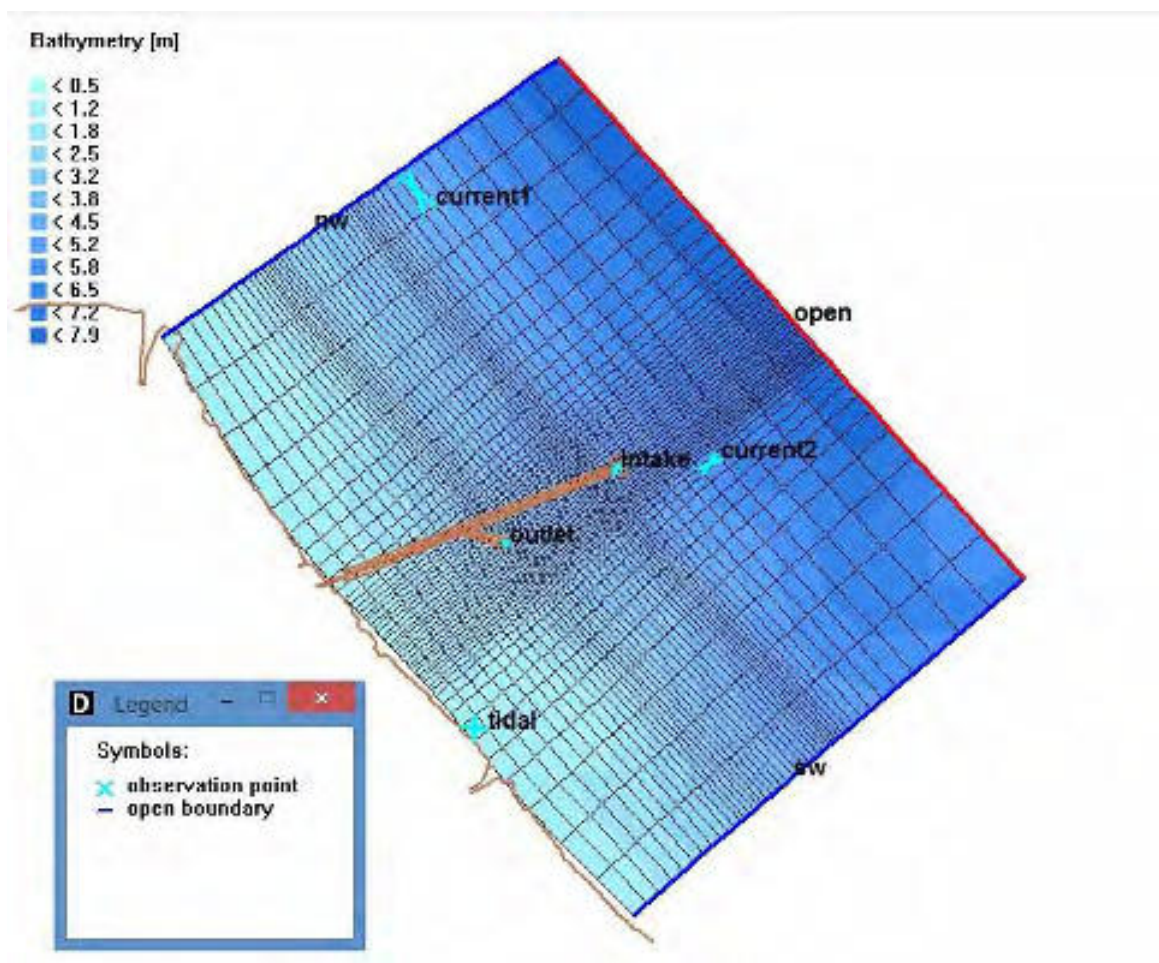 Bathymetry [m]
< 0.5
< 1.2
< 1.8
< 2.5
< 3.2
< 3.8
< 4.5
< 5.2
< 5.8
< 6.5
< 7.2
< 7.9
current1
nw
open
intake
current2
outlet
tidal
sw
D Legend
Symbols:
observation point
open boundary